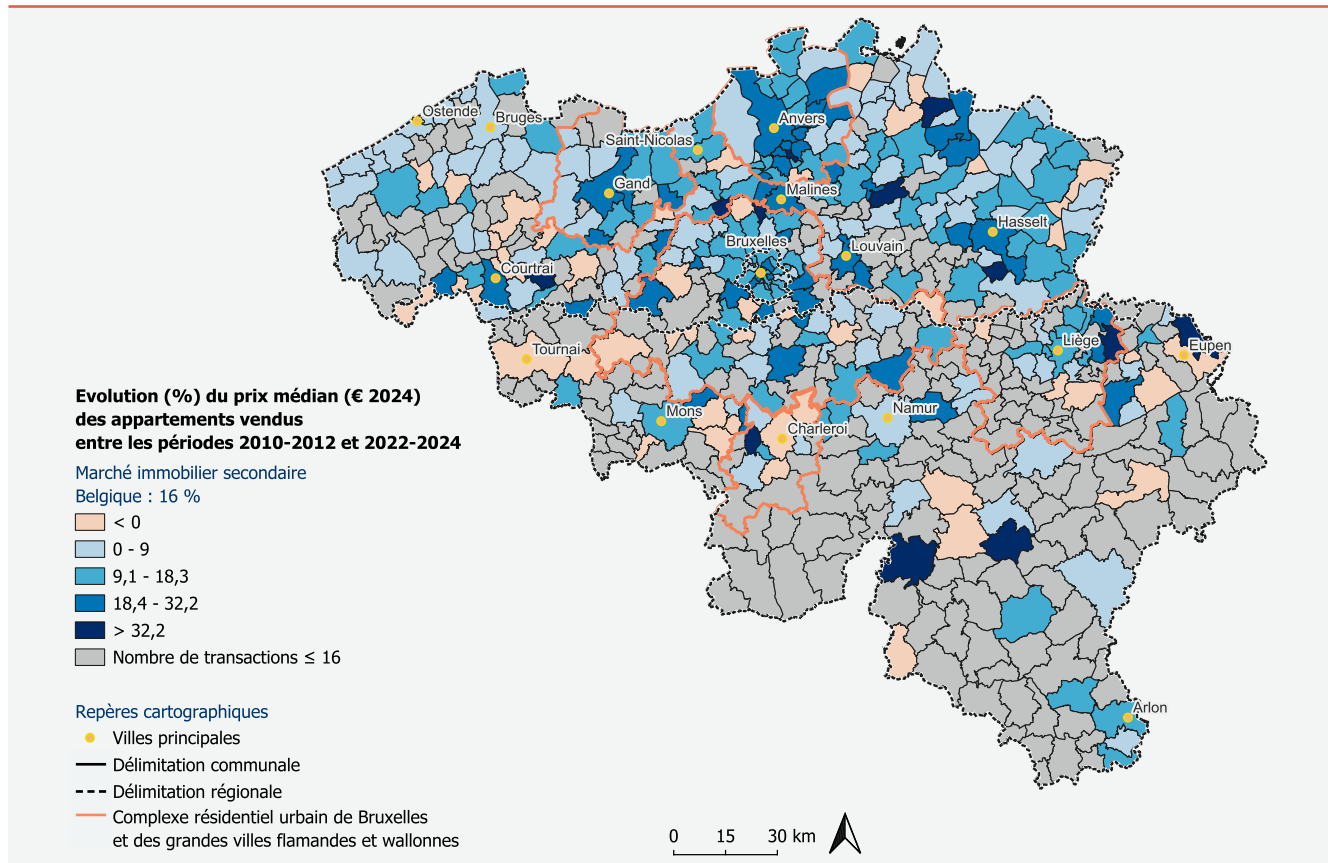 Ostende
Bruges
Anvers
Saint-Nicolas
Gand
Malines
Hasselt
Bruxelles
Louvain
Courtrai
Liège
Eupen
Tournai
Mons
Namur
Charleroi
Arlon
Evolution (%) du prix médian (€ 2024)
des appartements vendus
entre les périodes 2010-2012 et 2022-2024
Marché immobilier secondaire
Belgique : 16 %
< 0
0 - 9
9,1 - 18,3
18,4 - 32,2
> 32,2
Nombre de transactions ≤ 16
Repères cartographiques
Villes principales
Délimitation communale
Délimitation régionale
Complexe résidentiel urbain de Bruxelles
et des grandes villes flamandes et wallonnes
0 15 30 km